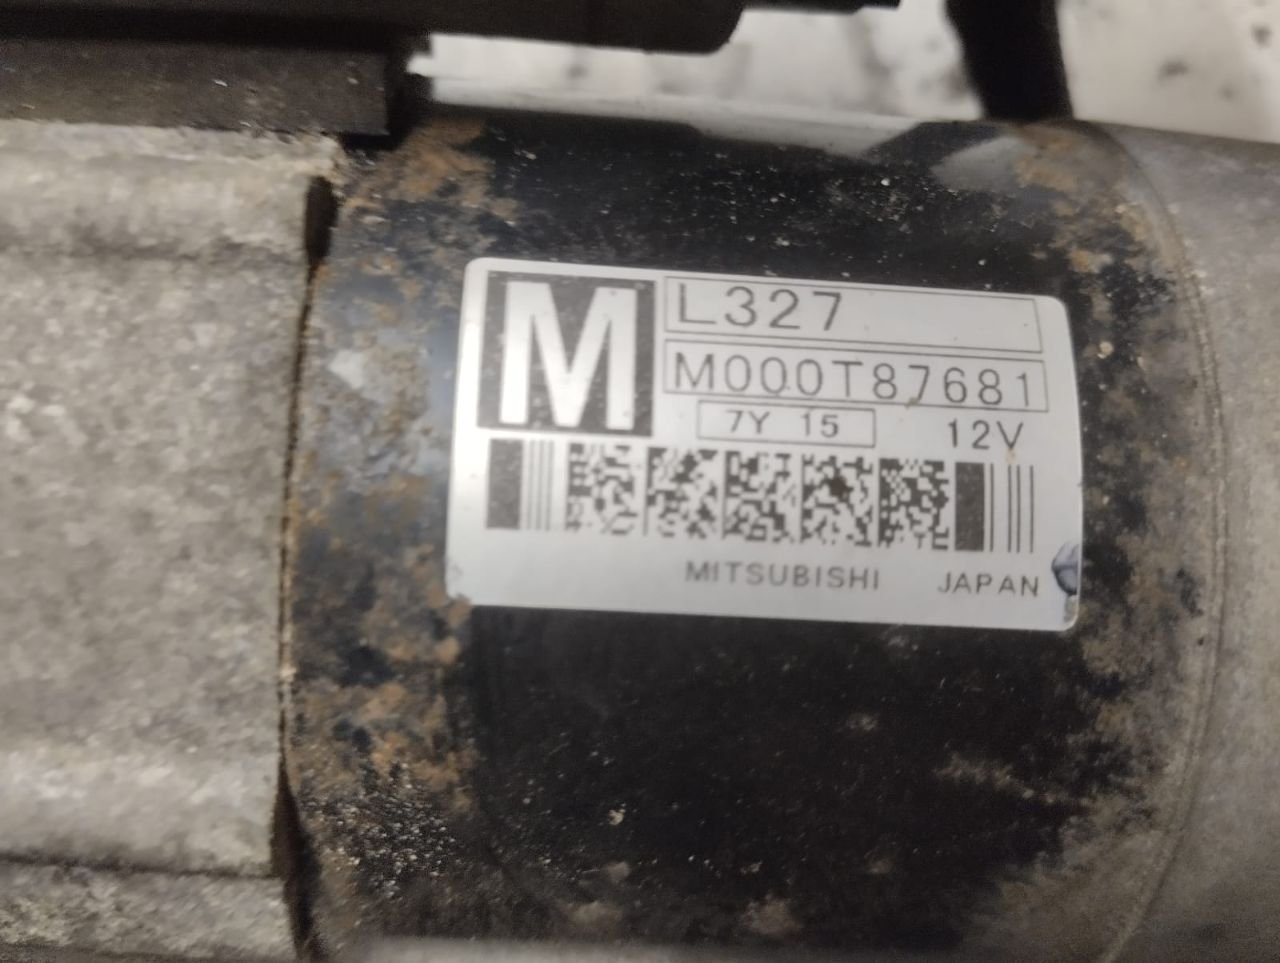 M
L327
M000T87681
7Y 15
12V
MITSUBISHI JAPAN